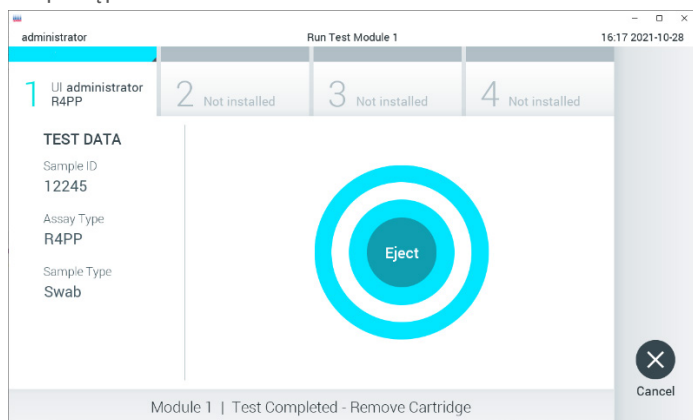 administrator
Run Test Module 1
16:17 2021-10-28
1 UI administrator
R4PP
2 Not installed
3 Not installed
4 Not installed
TEST DATA
Sample ID
12245
Assay Type
R4PP
Sample Type
Swab
Eject
Cancel
Module 1 | Test Completed - Remove Cartridge